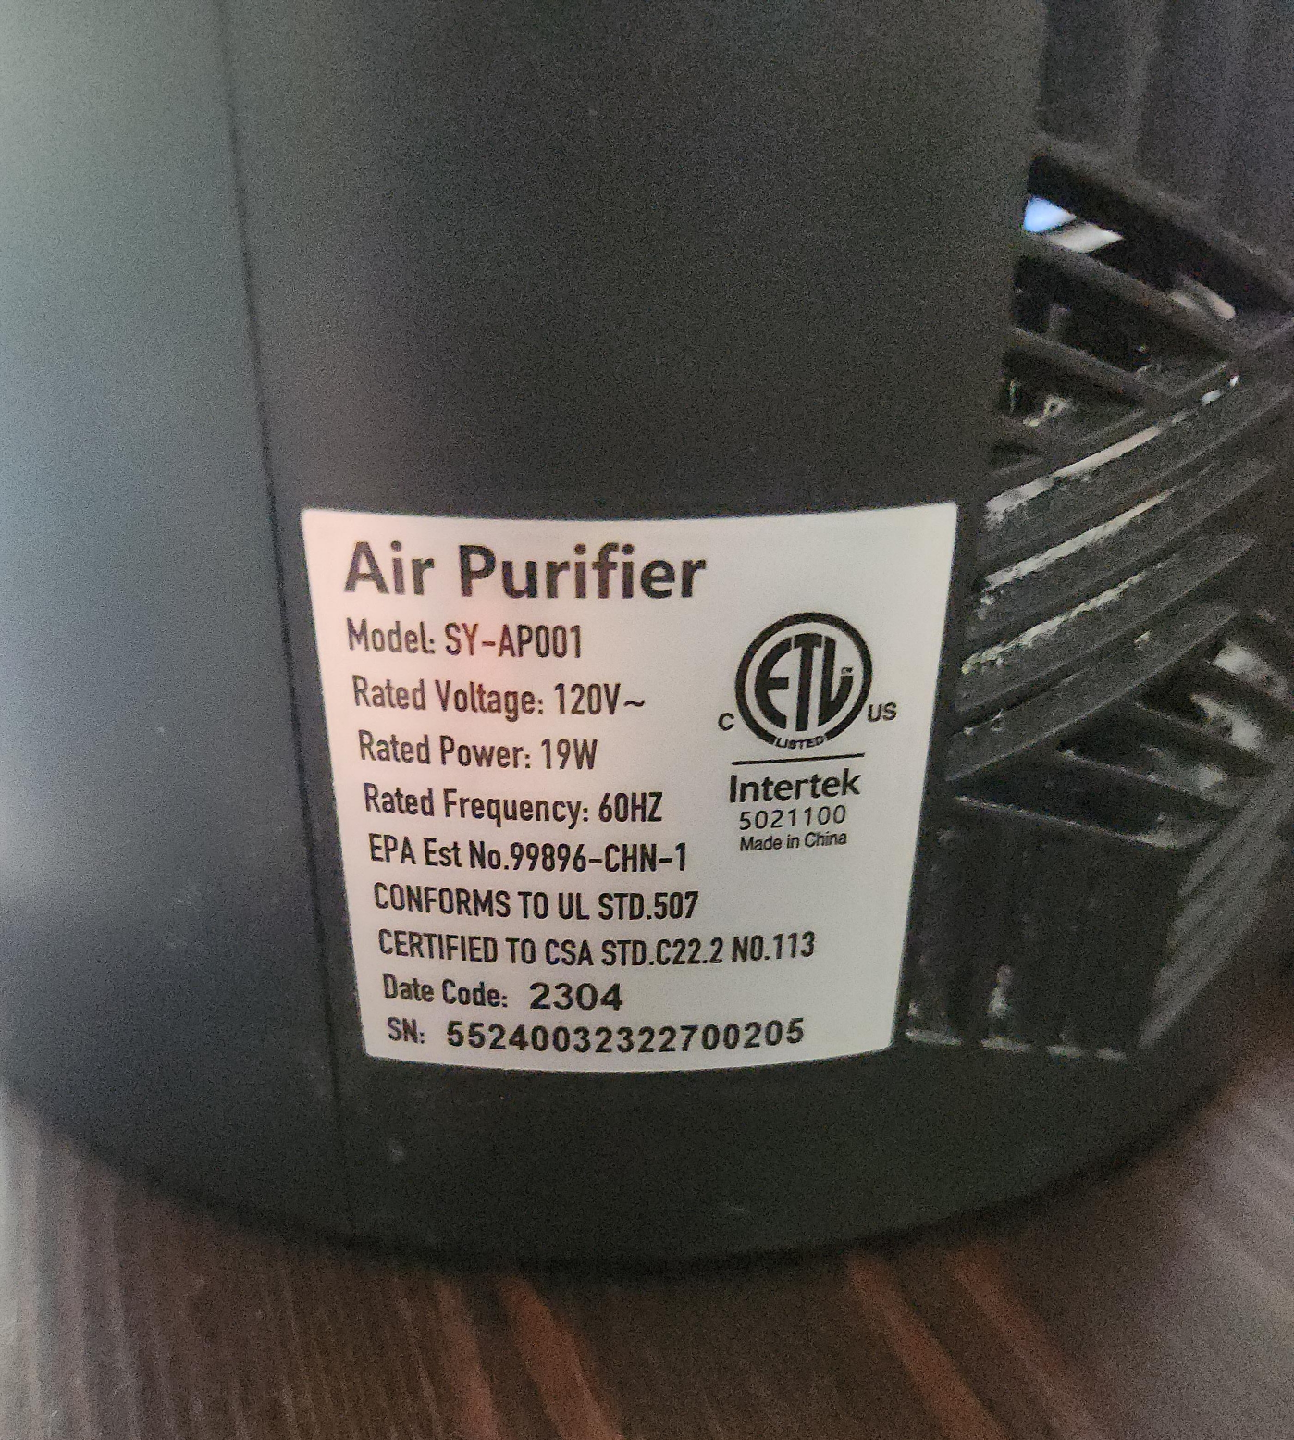 Air Purifier
Model: SY-AP001
Rated Voltage: 120V~
Rated Power: 19W
Rated Frequency: 60HZ
EPA Est No.99896-CHN-1
CONFORMS TO UL STD.507
CERTIFIED TO CSA STD.C22.2 NO.113
Date Code: 2304
SN: 55240032322700205
ETL
TM
C US
LISTED
Intertek
5021100
Made in China